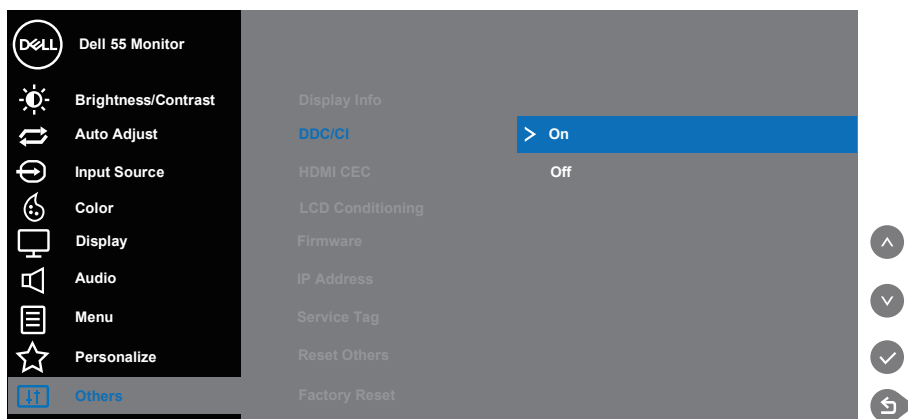 DELL
Dell 55 Monitor
Brightness/Contrast
Auto Adjust
Input Source
Color
Display
Audio
Menu
Personalize
Others
Display Info
DDC/CI
HDMI CEC
LCD Conditioning
Firmware
IP Address
Service Tag
Reset Others
Factory Reset
> On
Off